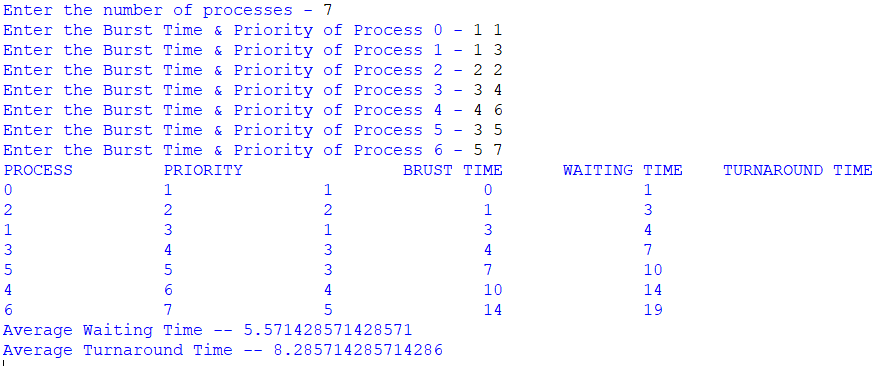 Enter the number of processes - 7
Enter the Burst Time & Priority of Process 0 - 1 1
Enter the Burst Time & Priority of Process 1 - 1 3
Enter the Burst Time & Priority of Process 2 - 2 2
Enter the Burst Time & Priority of Process 3 - 3 4
Enter the Burst Time & Priority of Process 4 - 4 6
Enter the Burst Time & Priority of Process 5 - 3 5
Enter the Burst Time & Priority of Process 6 - 5 7
PROCESS PRIORITY BRUST TIME WAITING TIME TURNAROUND TIME
0 1 1 0 1
2 2 2 1 3
1 3 1 3 4
3 4 3 4 7
5 5 3 7 10
4 6 4 10 14
6 7 5 14 19
Average Waiting Time -- 5.571428571428571
Average Turnaround Time -- 8.285714285714286